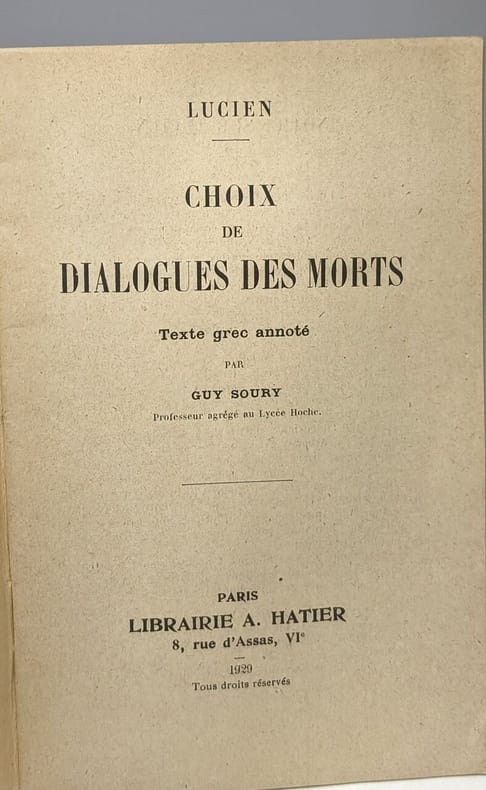 LUCIEN
CHOIX
DE
DIALOGUES DES MORTS
Texte grec annoté
PAR
GUY SOURY
Professeur agrégé au Lycée Hoche.
PARIS
LIBRAIRIE A. HATIER
8, rue d'Assas, VIe
1929
Tous droits réservés